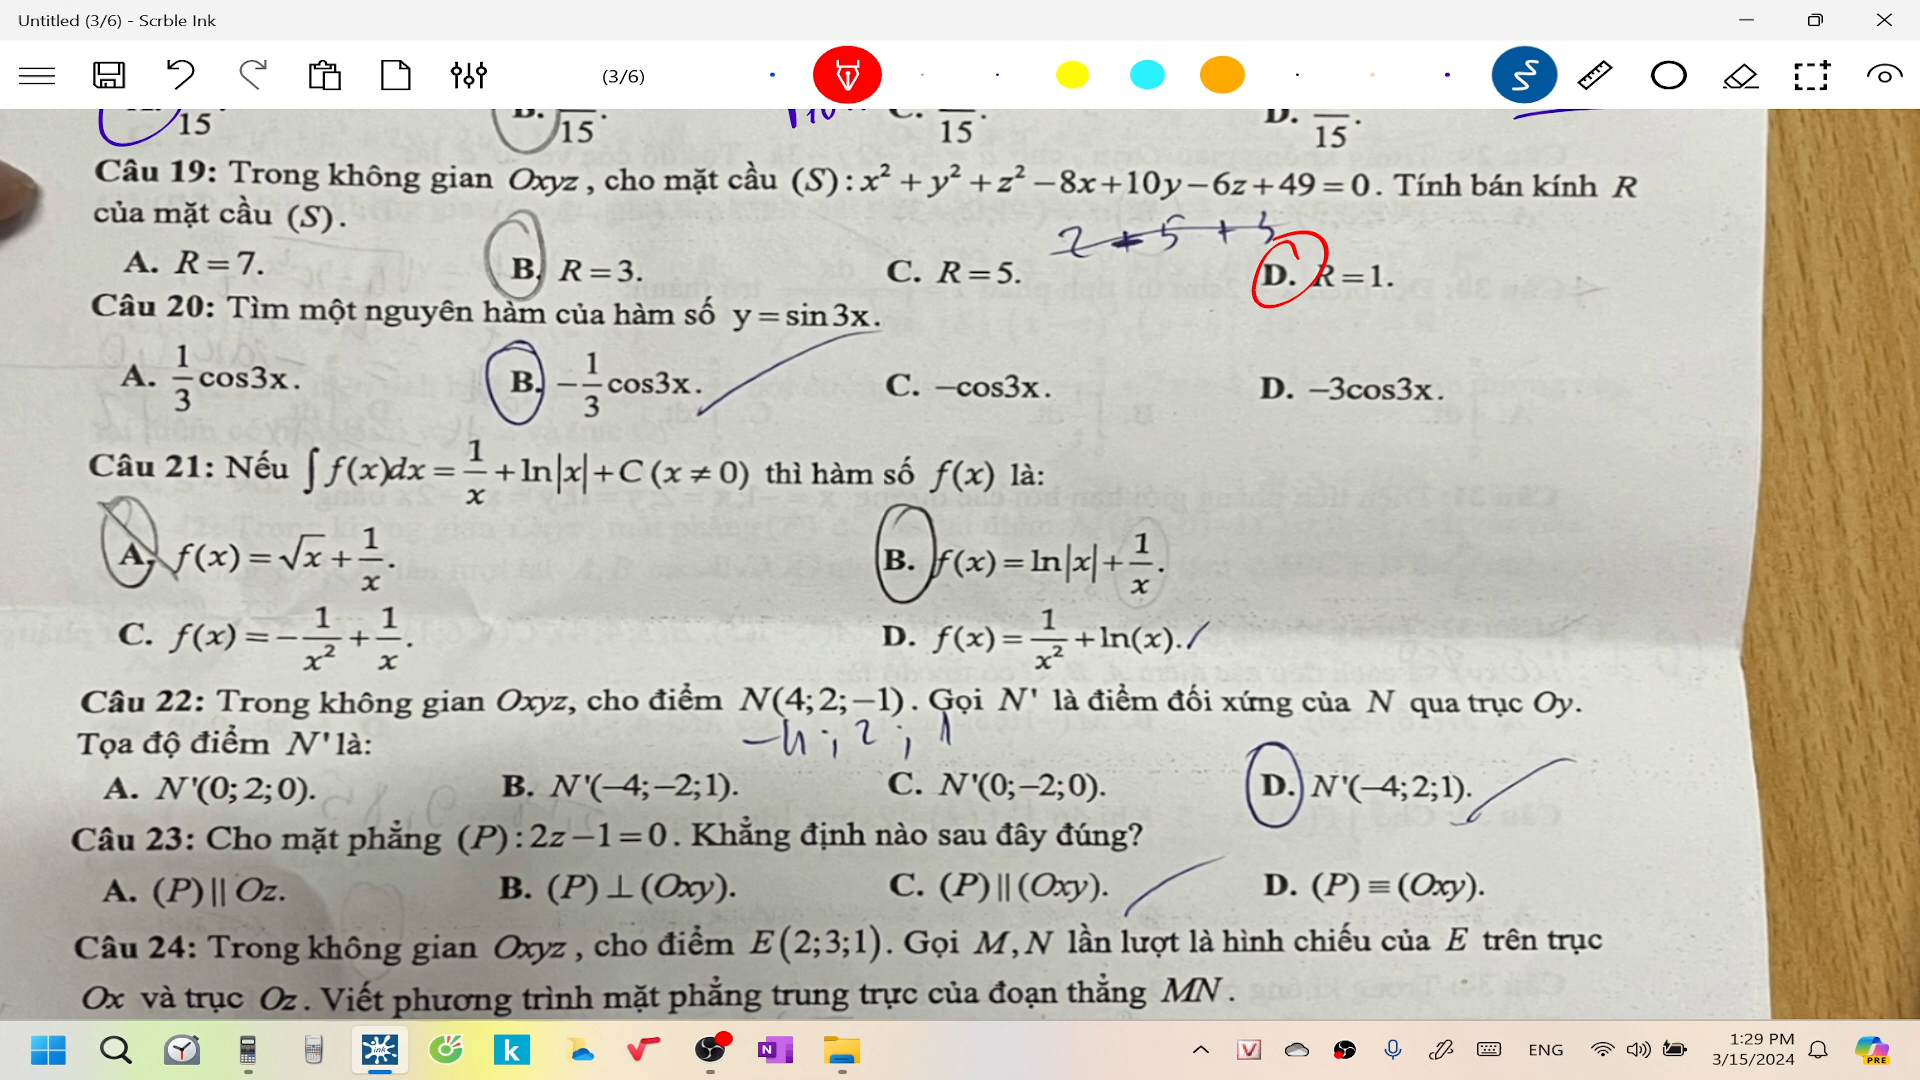 Untitled (3/6) - Scrble Ink
(3/6)
15 . B. 15 . C. 15 . D. 15 .
Câu 19: Trong không gian Oxyz , cho mặt cầu (S) : x² + y² + z² − 8x + 10y − 6z + 49 = 0 . Tính bán kính R
của mặt cầu (S) .
2 + 5 + 3
A. R = 7. B. R = 3. C. R = 5. D. R = 1.
Câu 20: Tìm một nguyên hàm của hàm số y = sin 3x .
A. 1/3 cos3x . B. − 1/3 cos3x . C. −cos3x . D. −3cos3x .
Câu 21: Nếu ∫ f(x)dx = 1/x + ln|x| + C (x ≠ 0) thì hàm số f(x) là:
A. f(x) = √x + 1/x . B. f(x) = ln|x| + 1/x .
C. f(x) = − 1/x² + 1/x . D. f(x) = 1/x² + ln(x) .
Câu 22: Trong không gian Oxyz, cho điểm N(4; 2; −1) . Gọi N' là điểm đối xứng của N qua trục Oy.
Tọa độ điểm N' là: −4 ; 2 ; 1
A. N'(0; 2; 0). B. N'(−4; −2; 1). C. N'(0; −2; 0). D. N'(−4; 2; 1).
Câu 23: Cho mặt phẳng (P) : 2z − 1 = 0 . Khẳng định nào sau đây đúng?
A. (P) || Oz. B. (P) ⊥ (Oxy). C. (P) || (Oxy). D. (P) ≡ (Oxy).
Câu 24: Trong không gian Oxyz , cho điểm E(2;3;1) . Gọi M, N lần lượt là hình chiếu của E trên trục
Ox và trục Oz . Viết phương trình mặt phẳng trung trực của đoạn thẳng MN .
ENG
1:29 PM
3/15/2024
PRE